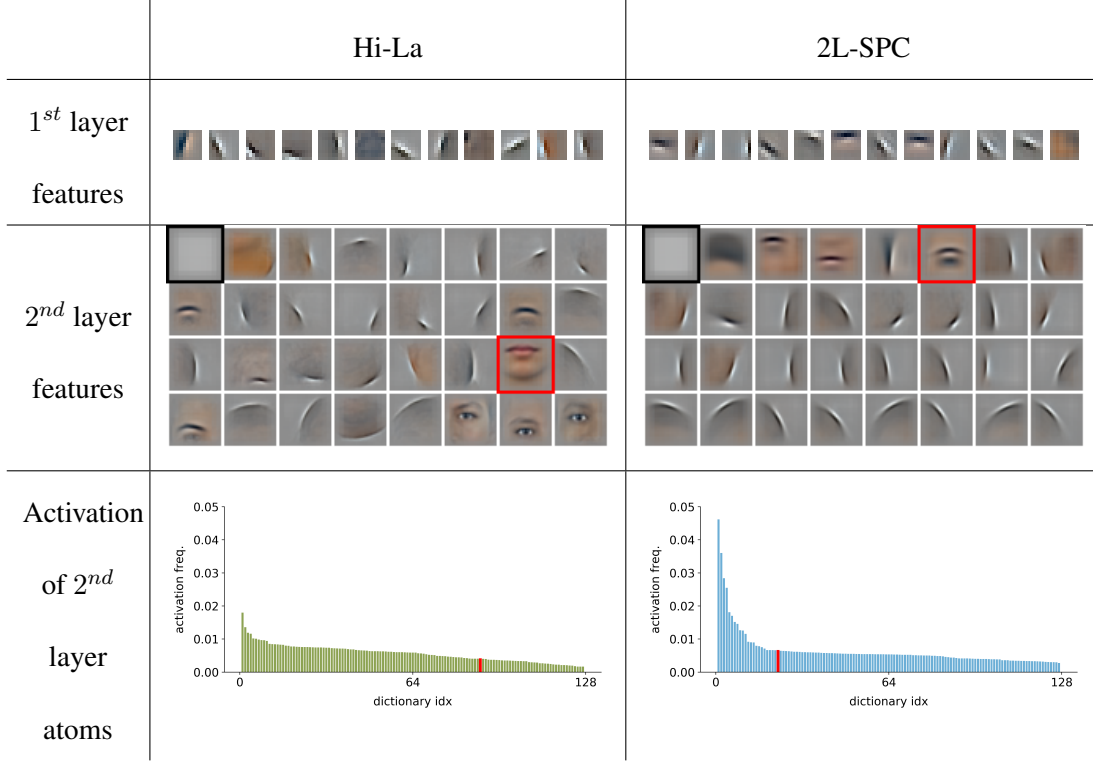 Hi-La
2L-SPC
1st layer
features
2nd layer
features
Activation
of 2nd
layer
atoms
0.05
0.04
0.03
0.02
0.01
0.00
activation freq.
0
64
128
dictionary idx
0.05
0.04
0.03
0.02
0.01
0.00
activation freq.
0
64
128
dictionary idx